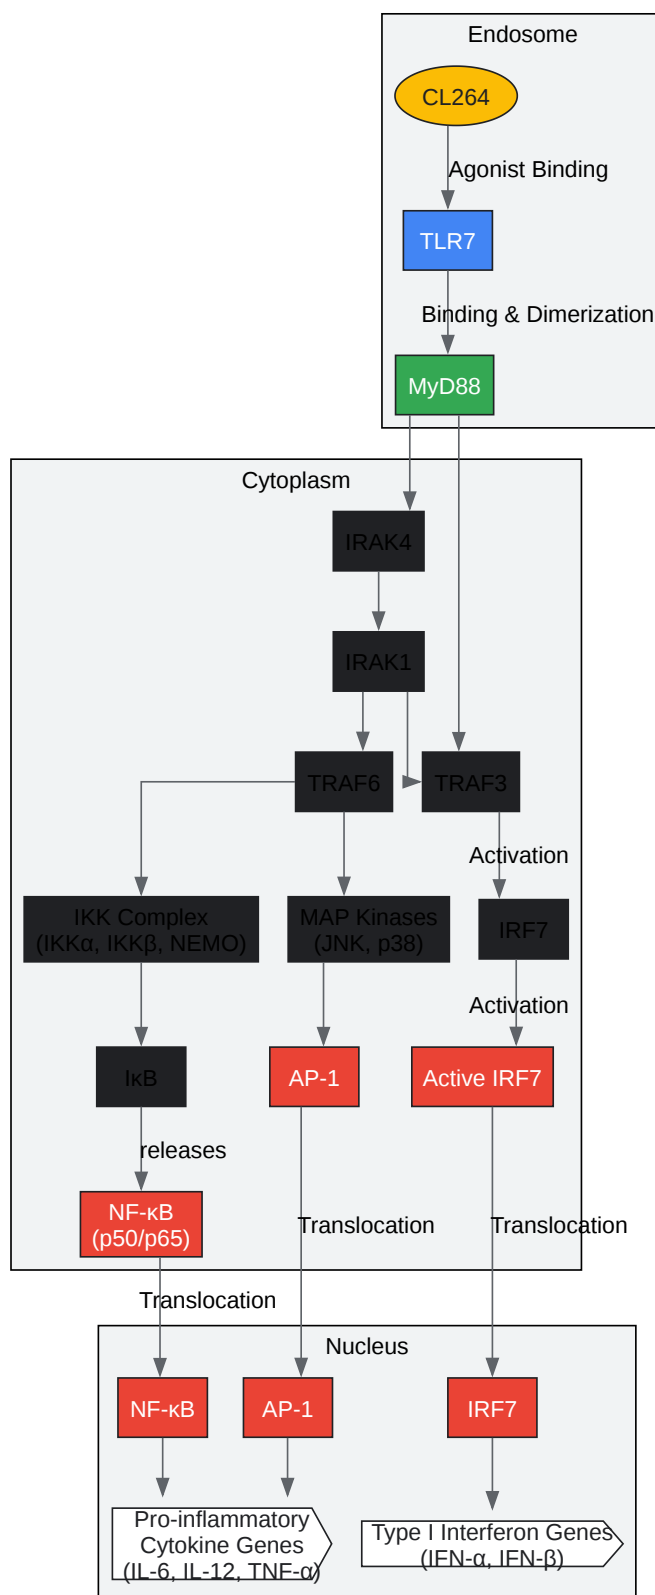 Endosome
CL264
Agonist Binding
TLR7
Binding & Dimerization
MyD88
Cytoplasm
IRAK4
IRAK1
TRAF6
TRAF3
Activation
IKK Complex
(IKKα, IKKβ, NEMO)
MAP Kinases
(JNK, p38)
IRF7
Activation
IκB
AP-1
Active IRF7
releases
NF-κB
(p50/p65)
Translocation
Translocation
Translocation
Nucleus
NF-κB
AP-1
IRF7
Pro-inflammatory
Cytokine Genes
(IL-6, IL-12, TNF-α)
Type I Interferon Genes
(IFN-α, IFN-β)